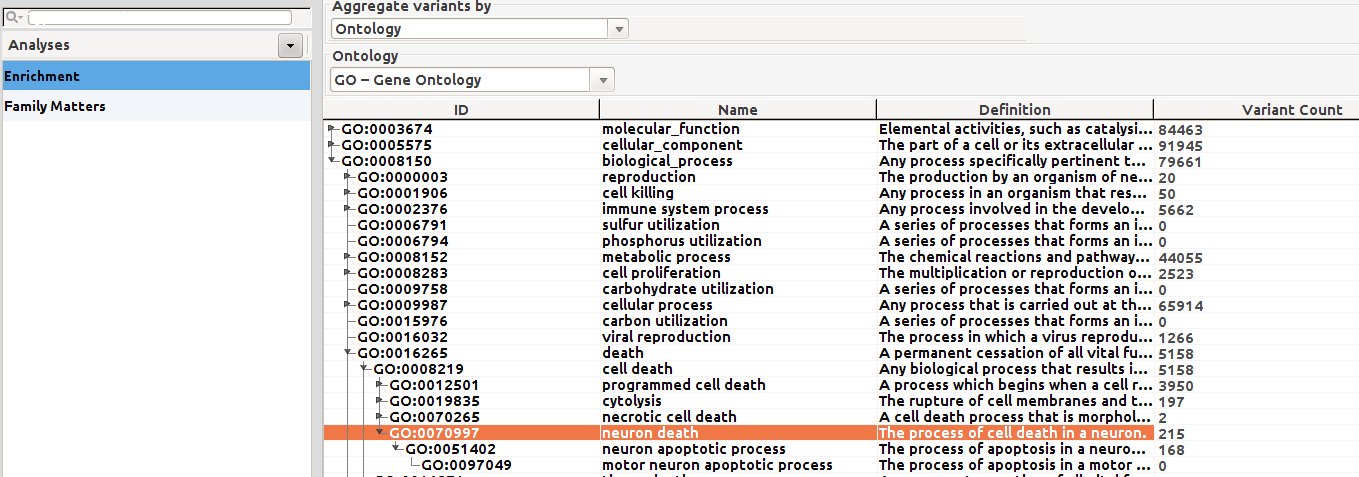 Aggregate variants by
Ontology
Analyses
Enrichment
Family Matters
Ontology
GO – Gene Ontology
ID Name Definition Variant Count
GO:0003674 molecular_function Elemental activities, such as catalysi... 84463
GO:0005575 cellular_component The part of a cell or its extracellular ... 91945
GO:0008150 biological_process Any process specifically pertinent t... 79661
GO:0000003 reproduction The production by an organism of ne... 20
GO:0001906 cell killing Any process in an organism that res... 50
GO:0002376 immune system process Any process involved in the develo... 5662
GO:0006791 sulfur utilization A series of processes that forms an i... 0
GO:0006794 phosphorus utilization A series of processes that forms an i... 0
GO:0008152 metabolic process The chemical reactions and pathway... 44055
GO:0008283 cell proliferation The multiplication or reproduction o... 2523
GO:0009758 carbohydrate utilization A series of processes that forms an i... 0
GO:0009987 cellular process Any process that is carried out at th... 65914
GO:0015976 carbon utilization A series of processes that forms an i... 0
GO:0016032 viral reproduction The process in which a virus reprodu... 1266
GO:0016265 death A permanent cessation of all vital fu... 5158
GO:0008219 cell death Any biological process that results i... 5158
GO:0012501 programmed cell death A process which begins when a cell r... 3950
GO:0019835 cytolysis The rupture of cell membranes and t... 197
GO:0070265 necrotic cell death A cell death process that is morphol... 2
GO:0070997 neuron death The process of cell death in a neuron. 215
GO:0051402 neuron apoptotic process The process of apoptosis in a neuro... 168
GO:0097049 motor neuron apoptotic process The process of apoptosis in a motor ... 0